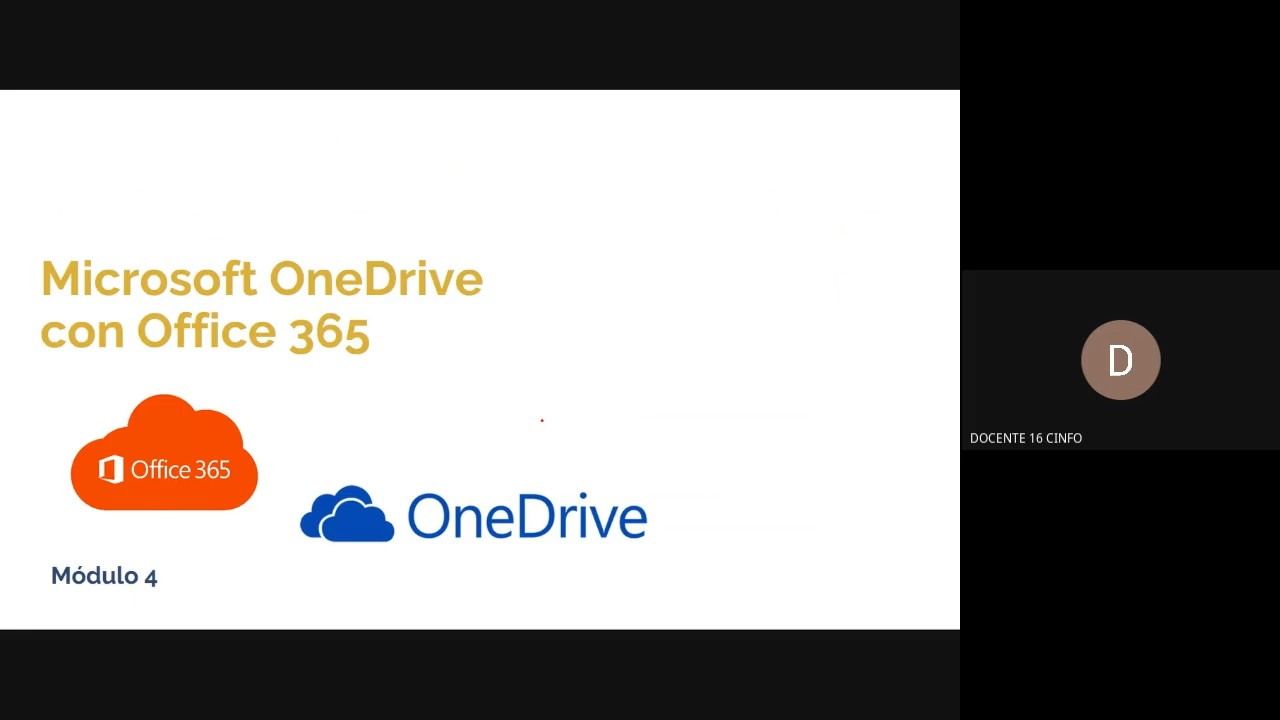 Microsoft OneDrive
con Office 365
Office 365
OneDrive
Módulo 4
D
DOCENTE 16 CINFO